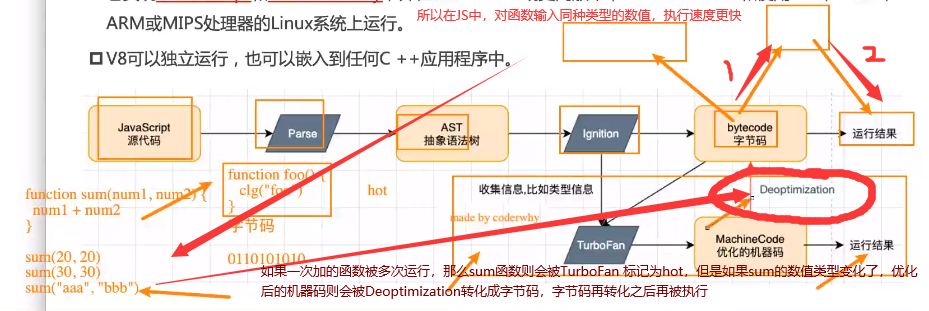 所以在JS中，对函数输入同种类型的数值，执行速度更快
ARM或MIPS处理器的Linux系统上运行。
V8可以独立运行，也可以嵌入到任何C ++应用程序中。
1
2
JavaScript
源代码
Parse
AST
抽象语法树
Ignition
bytecode
字节码
运行结果
function sum(num1, num2) {
num1 + num2
}
function foo() {
clg("foo")
}
hot
字节码
收集信息,比如类型信息
Deoptimization
made by coderwhy
TurboFan
MachineCode
优化的机器码
运行结果
sum(20, 20)
sum(30, 30)
sum("aaa", "bbb")
0110101010
如果一次加的函数被多次运行，那么sum函数则会被TurboFan 标记为hot，但是如果sum的数值类型变化了，优化
后的机器码则会被Deoptimization转化成字节码，字节码再转化之后再被执行